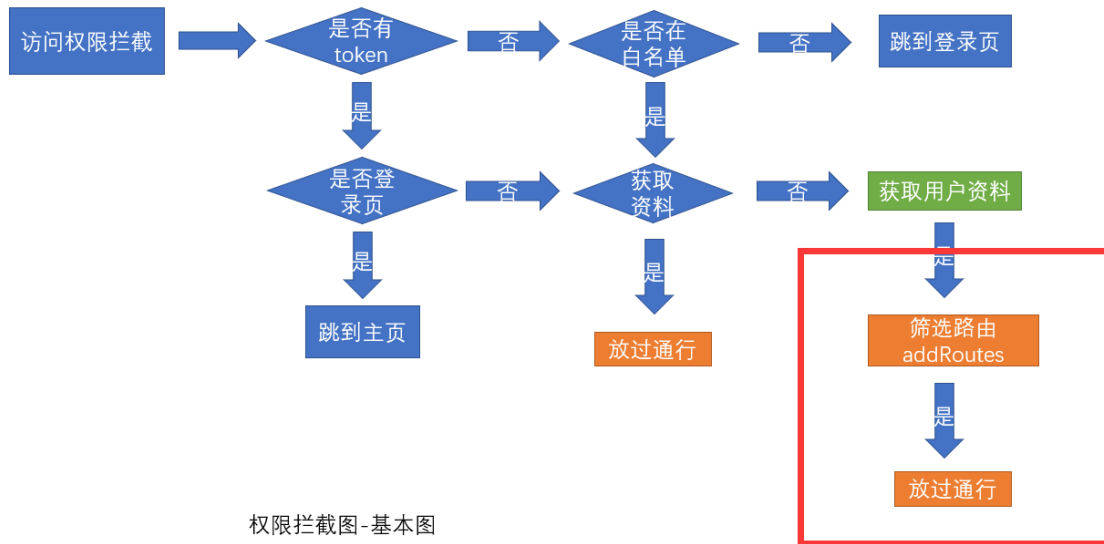 访问权限拦截
是否有
token
否
是否在
白名单
否
跳到登录页
是
是
是否登
录页
否
获取
资料
否
获取用户资料
是
是
是
跳到主页
放过通行
筛选路由
addRoutes
是
放过通行
权限拦截图-基本图